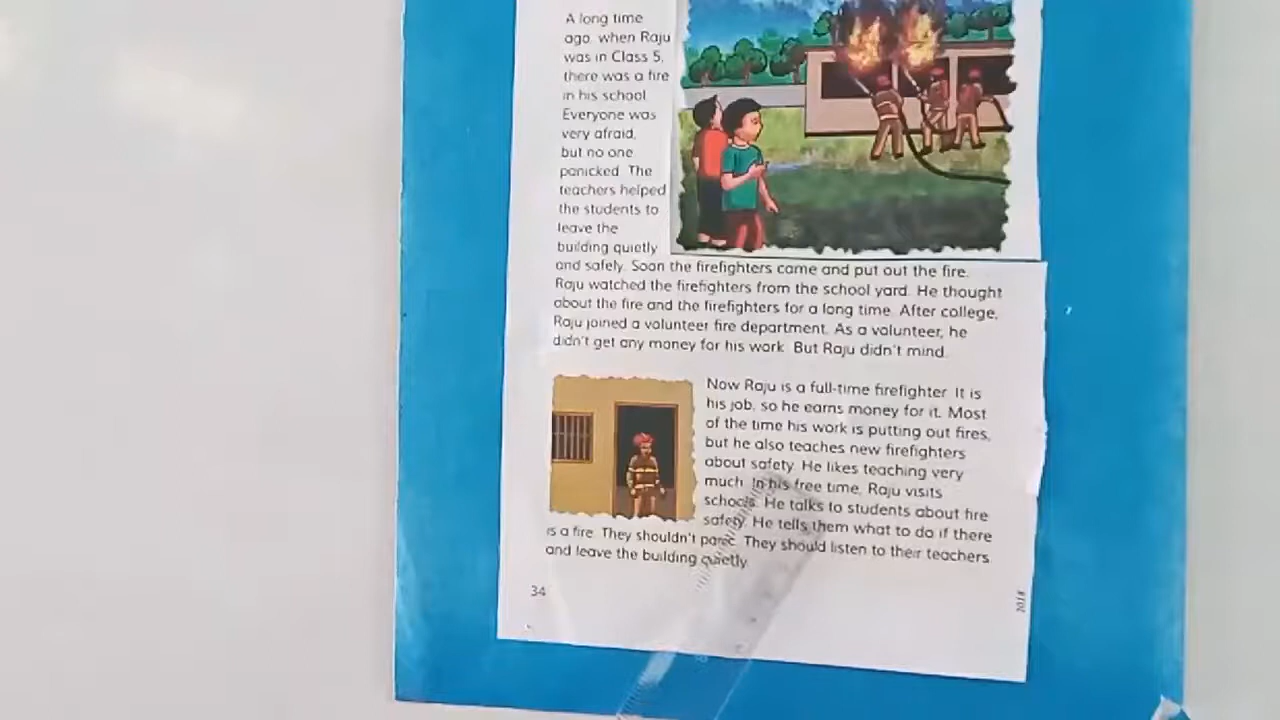 A long time
ago, when Raju
was in Class 5,
there was a fire
in his school.
Everyone was
very afraid,
but no one
panicked. The
teachers helped
the students to
leave the
building quietly
and safely. Soon the firefighters came and put out the fire.
Raju watched the firefighters from the school yard. He thought
about the fire and the firefighters for a long time. After college,
Raju joined a volunteer fire department. As a volunteer, he
didn't get any money for his work. But Raju didn't mind.
Now Raju is a full-time firefighter. It is
his job, so he earns money for it. Most
of the time his work is putting out fires,
but he also teaches new firefighters
about safety. He likes teaching very
much. In his free time, Raju visits
schools. He talks to students about fire
safety. He tells them what to do if there
is a fire. They shouldn't panic. They should listen to their teachers
and leave the building quietly.
34
2018